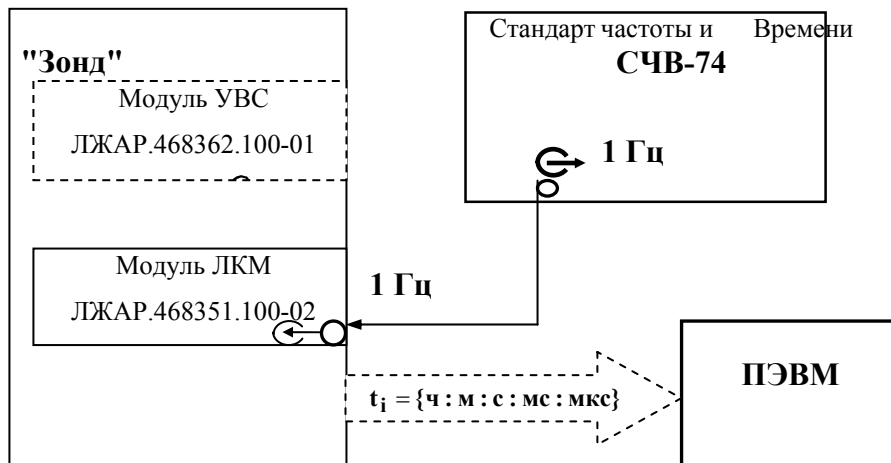 Стандарт частоты и Времени
СЧВ-74
"Зонд"
Модуль УВС
ЛЖАР.468362.100-01
1 Гц
Модуль ЛКМ
ЛЖАР.468351.100-02
1 Гц
ПЭВМ
t i = {ч : м : с : мс : мкс}